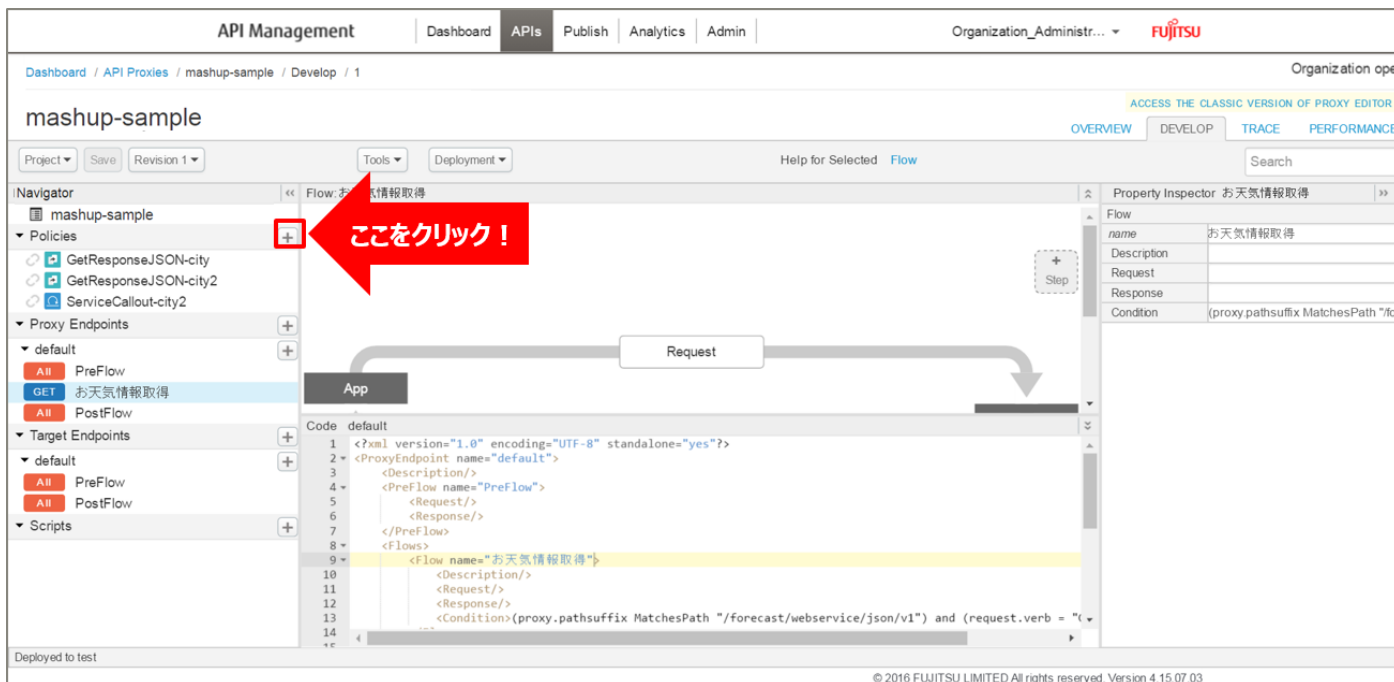 API Management Dashboard APIs Publish Analytics Admin Organization_Administr... FUJITSU
Dashboard / API Proxies / mashup-sample / Develop / 1 Organization ope
ACCESS THE CLASSIC VERSION OF PROXY EDITOR
mashup-sample
OVERVIEW DEVELOP TRACE PERFORMANCE
Project Save Revision 1 Tools Deployment Help for Selected Flow Search
Navigator
mashup-sample
Policies
GetResponseJSON-city
GetResponseJSON-city2
ServiceCallout-city2
Proxy Endpoints
default
All PreFlow
GET お天気情報取得
All PostFlow
Target Endpoints
default
All PreFlow
All PostFlow
Scripts
Flow:お天気情報取得
ここをクリック！
+
Step
Request
App
Code default
1 <?xml version="1.0" encoding="UTF-8" standalone="yes"?>
2 <ProxyEndpoint name="default">
3 <Description/>
4 <PreFlow name="PreFlow">
5 <Request/>
6 <Response/>
7 </PreFlow>
8 <Flows>
9 <Flow name="お天気情報取得">
10 <Description/>
11 <Request/>
12 <Response/>
13 <Condition>(proxy.pathsuffix MatchesPath "/forecast/webservice/json/v1") and (request.verb = "
14
15
Property Inspector お天気情報取得
Flow
name お天気情報取得
Description
Request
Response
Condition (proxy.pathsuffix MatchesPath "/fo
Deployed to test
© 2016 FUJITSU LIMITED All rights reserved. Version 4.15.07.03